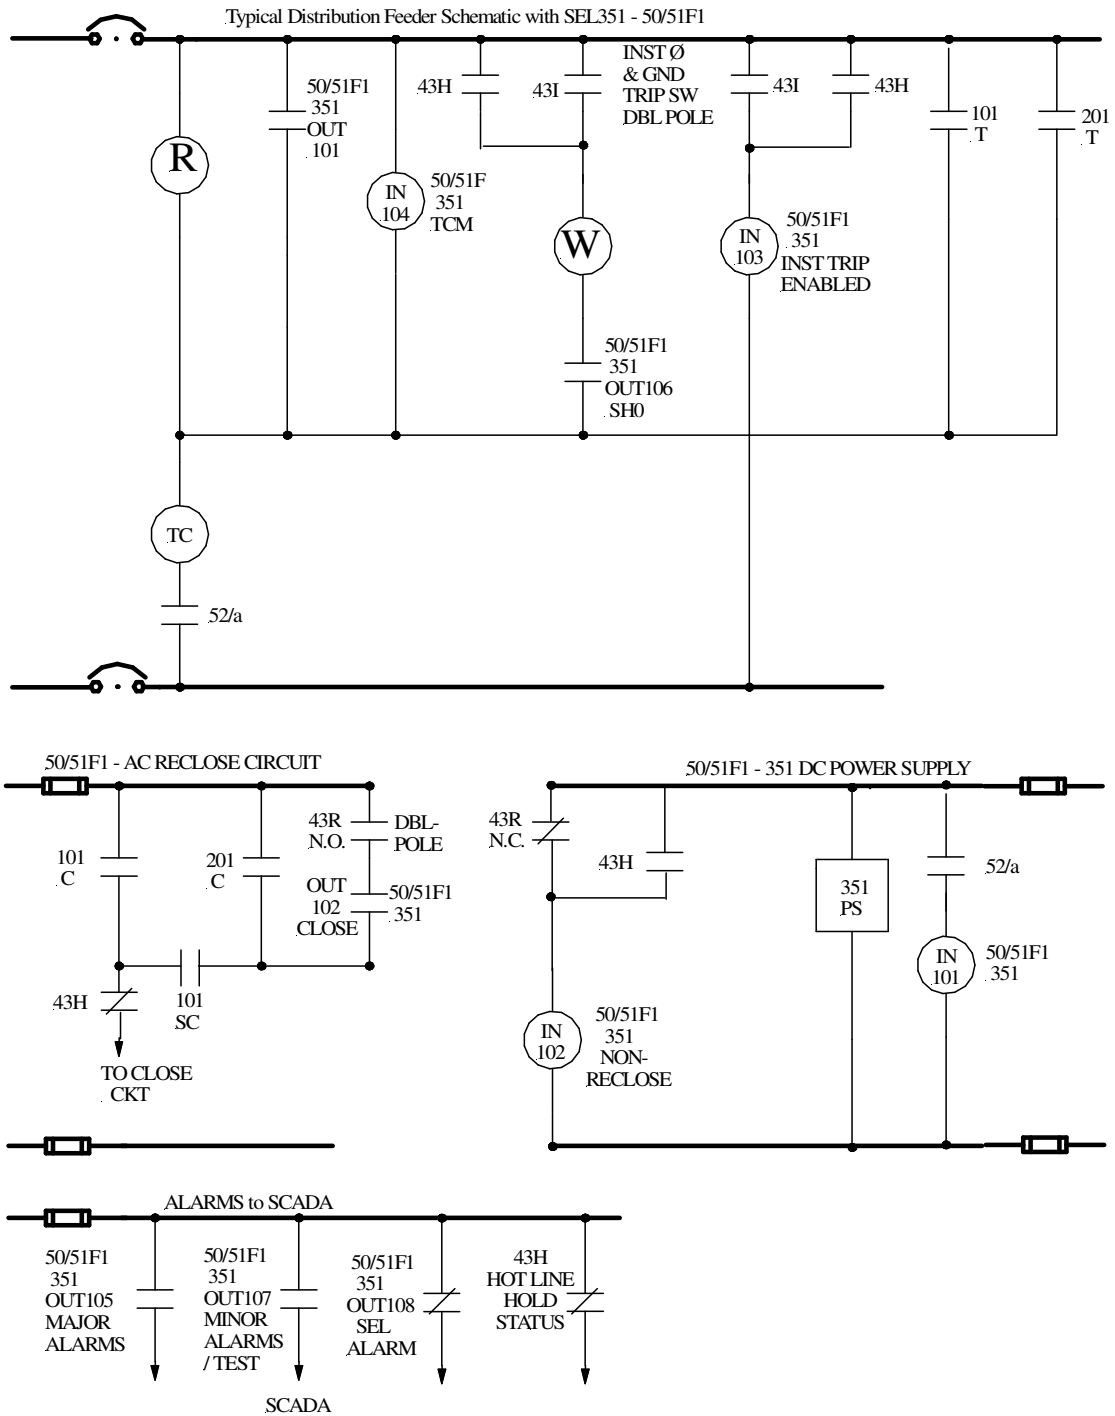 Typical Distribution Feeder Schematic with SEL351 - 50/51F1
50/51F1
351
OUT
101
R
IN
104
50/51F
351
TCM
43H
43I
INST Ø
& GND
TRIP SW
DBL POLE
W
50/51F1
351
OUT106
SH0
43I
43H
IN
103
50/51F1
351
INST TRIP
ENABLED
101
T
201
T
TC
52/a
50/51F1 - AC RECLOSE CIRCUIT
101
C
201
C
43R
N.O.
DBL-
POLE
OUT
102
CLOSE
50/51F1
351
43H
101
SC
TO CLOSE
CKT
50/51F1 - 351 DC POWER SUPPLY
43R
N.C.
43H
351
PS
52/a
IN
101
50/51F1
351
IN
102
50/51F1
351
NON-
RECLOSE
ALARMS to SCADA
50/51F1
351
OUT105
MAJOR
ALARMS
50/51F1
351
OUT107
MINOR
ALARMS
/ TEST
50/51F1
351
OUT108
SEL
ALARM
43H
HOT LINE
HOLD
STATUS
SCADA